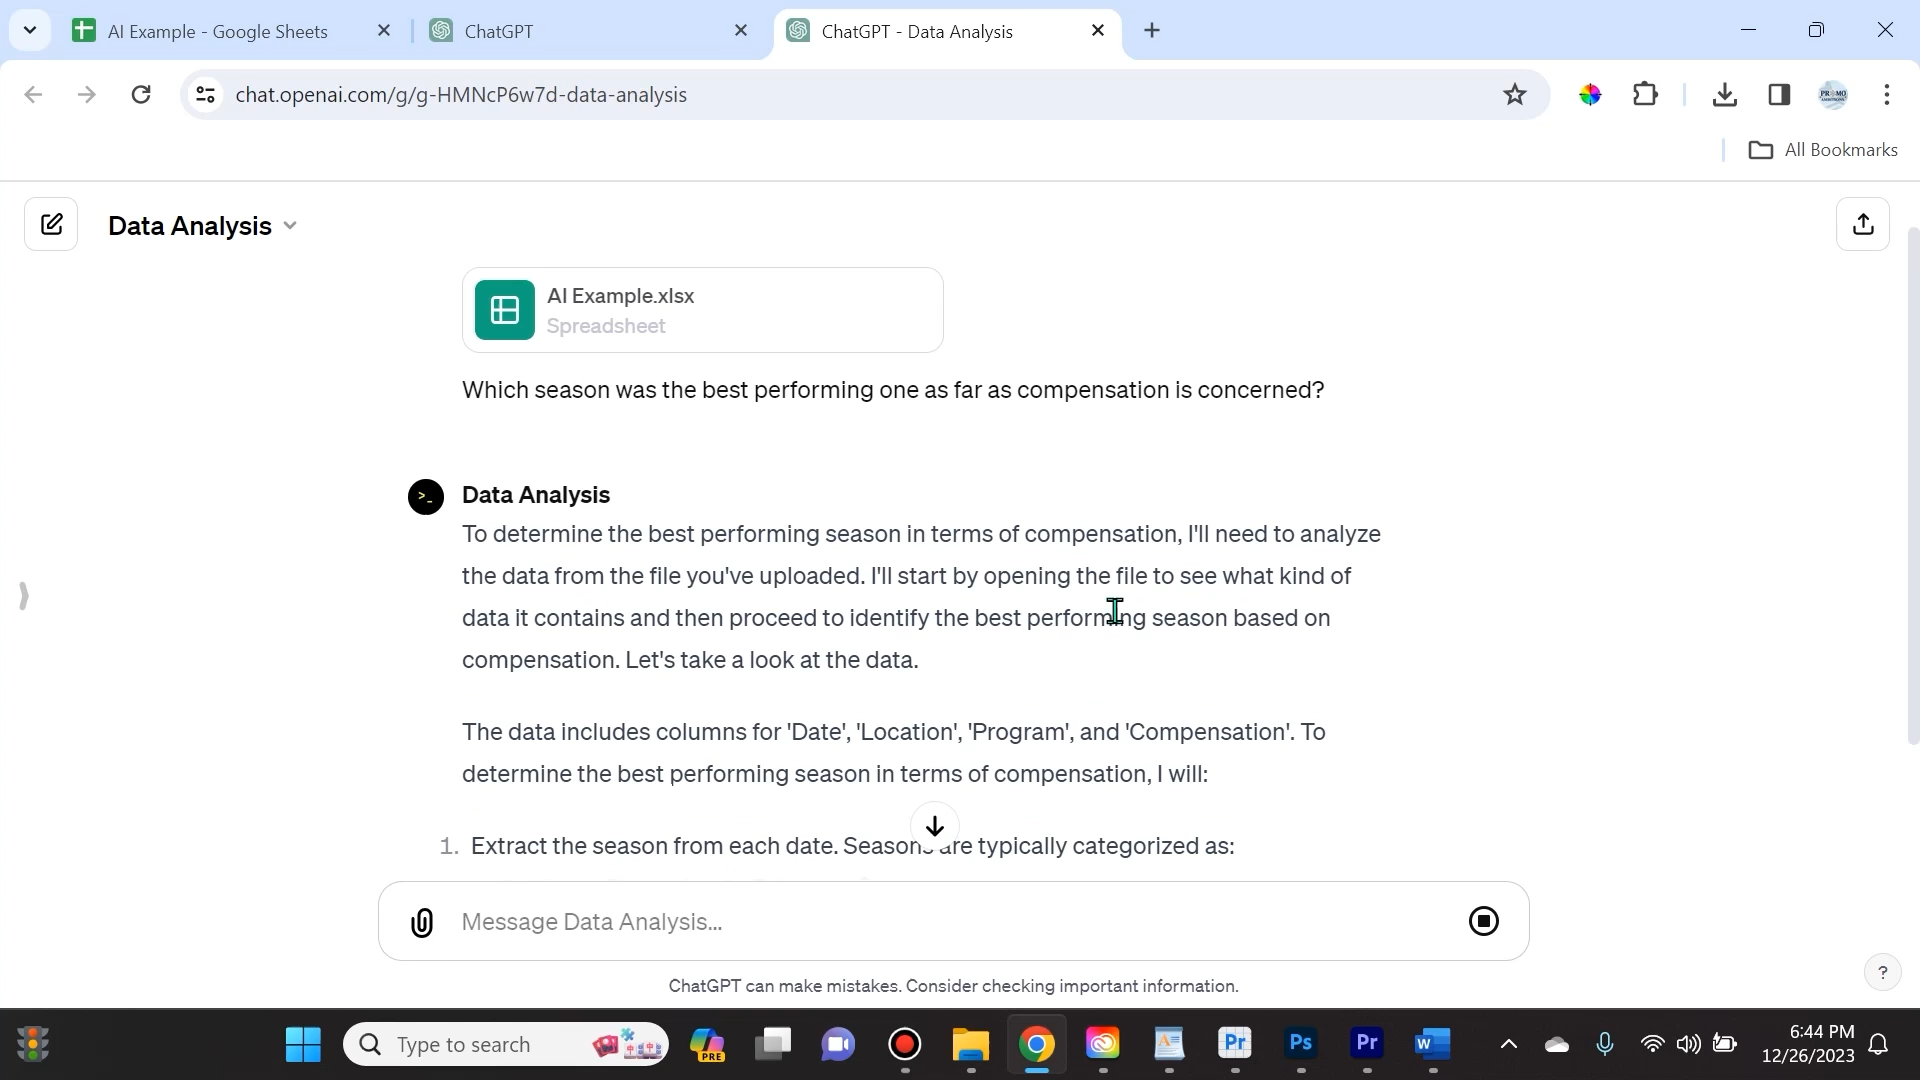 AI Example - Google Sheets
ChatGPT
ChatGPT - Data Analysis
chat.openai.com/g/g-HMNcP6w7d-data-analysis
All Bookmarks
Data Analysis
AI Example.xlsx
Spreadsheet
Which season was the best performing one as far as compensation is concerned?
>_
Data Analysis
To determine the best performing season in terms of compensation, I'll need to analyze
the data from the file you've uploaded. I'll start by opening the file to see what kind of
data it contains and then proceed to identify the best performing season based on
compensation. Let's take a look at the data.
The data includes columns for 'Date', 'Location', 'Program', and 'Compensation'. To
determine the best performing season in terms of compensation, I will:
1. Extract the season from each date. Seasons are typically categorized as:
Message Data Analysis...
ChatGPT can make mistakes. Consider checking important information.
?
Type to search
PRE
Pr
Ps
Pr
W
6:44 PM
12/26/2023